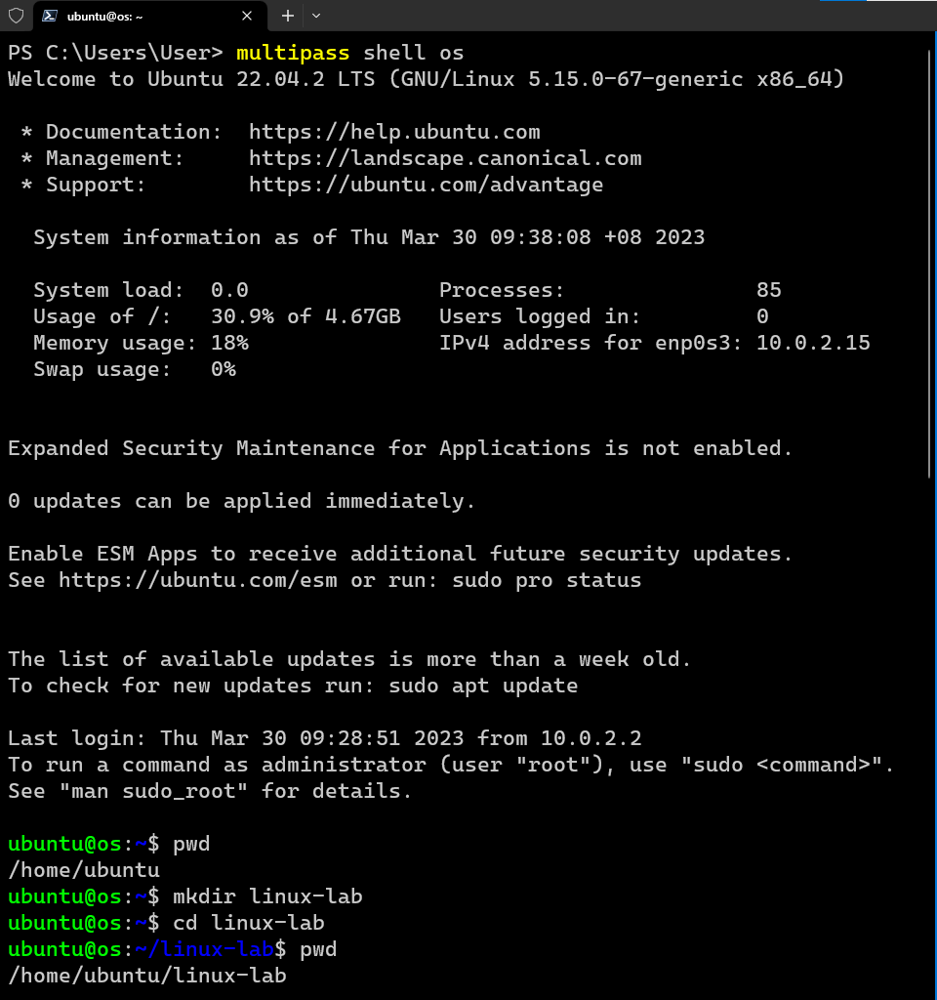 ubuntu@os: ~
PS C:\Users\User> multipass shell os
Welcome to Ubuntu 22.04.2 LTS (GNU/Linux 5.15.0-67-generic x86_64)
* Documentation:  https://help.ubuntu.com
* Management:     https://landscape.canonical.com
* Support:        https://ubuntu.com/advantage
System information as of Thu Mar 30 09:38:08 +08 2023
System load:  0.0               Processes:               85
Usage of /:   30.9% of 4.67GB   Users logged in:         0
Memory usage: 18%               IPv4 address for enp0s3: 10.0.2.15
Swap usage:   0%
Expanded Security Maintenance for Applications is not enabled.
0 updates can be applied immediately.
Enable ESM Apps to receive additional future security updates.
See https://ubuntu.com/esm or run: sudo pro status
The list of available updates is more than a week old.
To check for new updates run: sudo apt update
Last login: Thu Mar 30 09:28:51 2023 from 10.0.2.2
To run a command as administrator (user "root"), use "sudo <command>".
See "man sudo_root" for details.
ubuntu@os:~$ pwd
/home/ubuntu
ubuntu@os:~$ mkdir linux-lab
ubuntu@os:~$ cd linux-lab
ubuntu@os:~/linux-lab$ pwd
/home/ubuntu/linux-lab